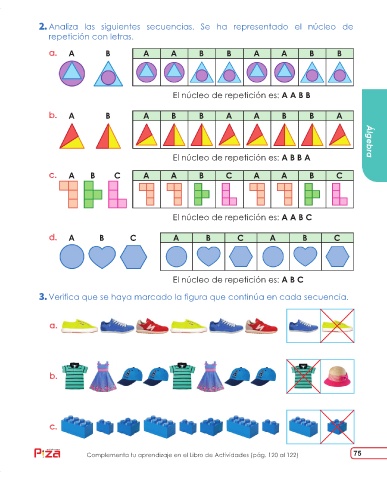 2. Analiza las siguientes secuencias. Se ha representado el núcleo de
repetición con letras.
a. A B A A B B A A B B
El núcleo de repetición es: A A B B
b. A B A B B A A B B A
El núcleo de repetición es: A B B A
Álgebra
c. A B C A A B C A A B C
El núcleo de repetición es: A A B C
d. A B C A B C A B C
El núcleo de repetición es: A B C
3. Verifica que se haya marcado la figura que continúa en cada secuencia.
a.
b.
c.
Complementa tu aprendizaje en el Libro de Actividades (pág. 120 al 122)
75